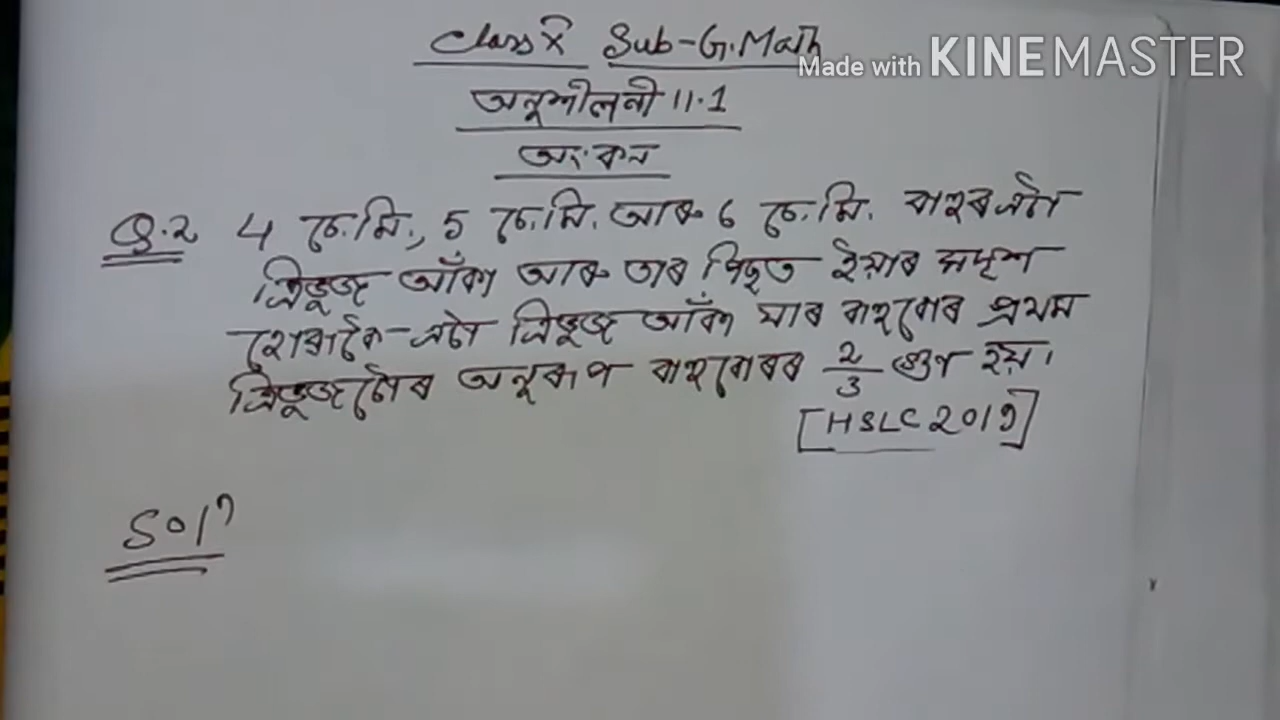 Class X Sub-G.Math
Made with KINEMASTER
অনুশীলনী 11.1
অংকন
Q.2 4 চে.মি., 5 চে.মি. আৰু 6 চে.মি. বাহুৰ এটা
ত্ৰিভূজ আঁকা আৰু তাৰ পিছত ইয়াৰ সদৃশ
হোৱাকৈ এটা ত্ৰিভূজ আঁকা যাৰ বাহুবোৰ প্ৰথম
ত্ৰিভূজটোৰ অনুৰূপ বাহুবোৰৰ 2/3 গুণ হয়।
[HSLC 2019]
Solⁿ